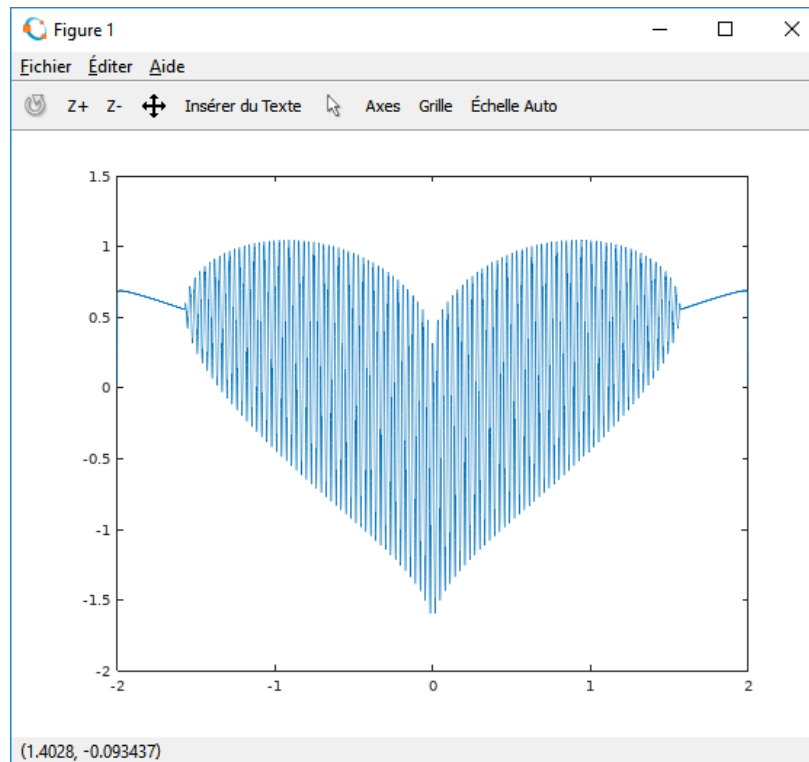 Figure 1
Fichier Éditer Aide
Z+ Z- Insérer du Texte Axes Grille Échelle Auto
1.5
1
0.5
0
-0.5
-1
-1.5
-2
-2 -1 0 1 2
(1.4028, -0.093437)